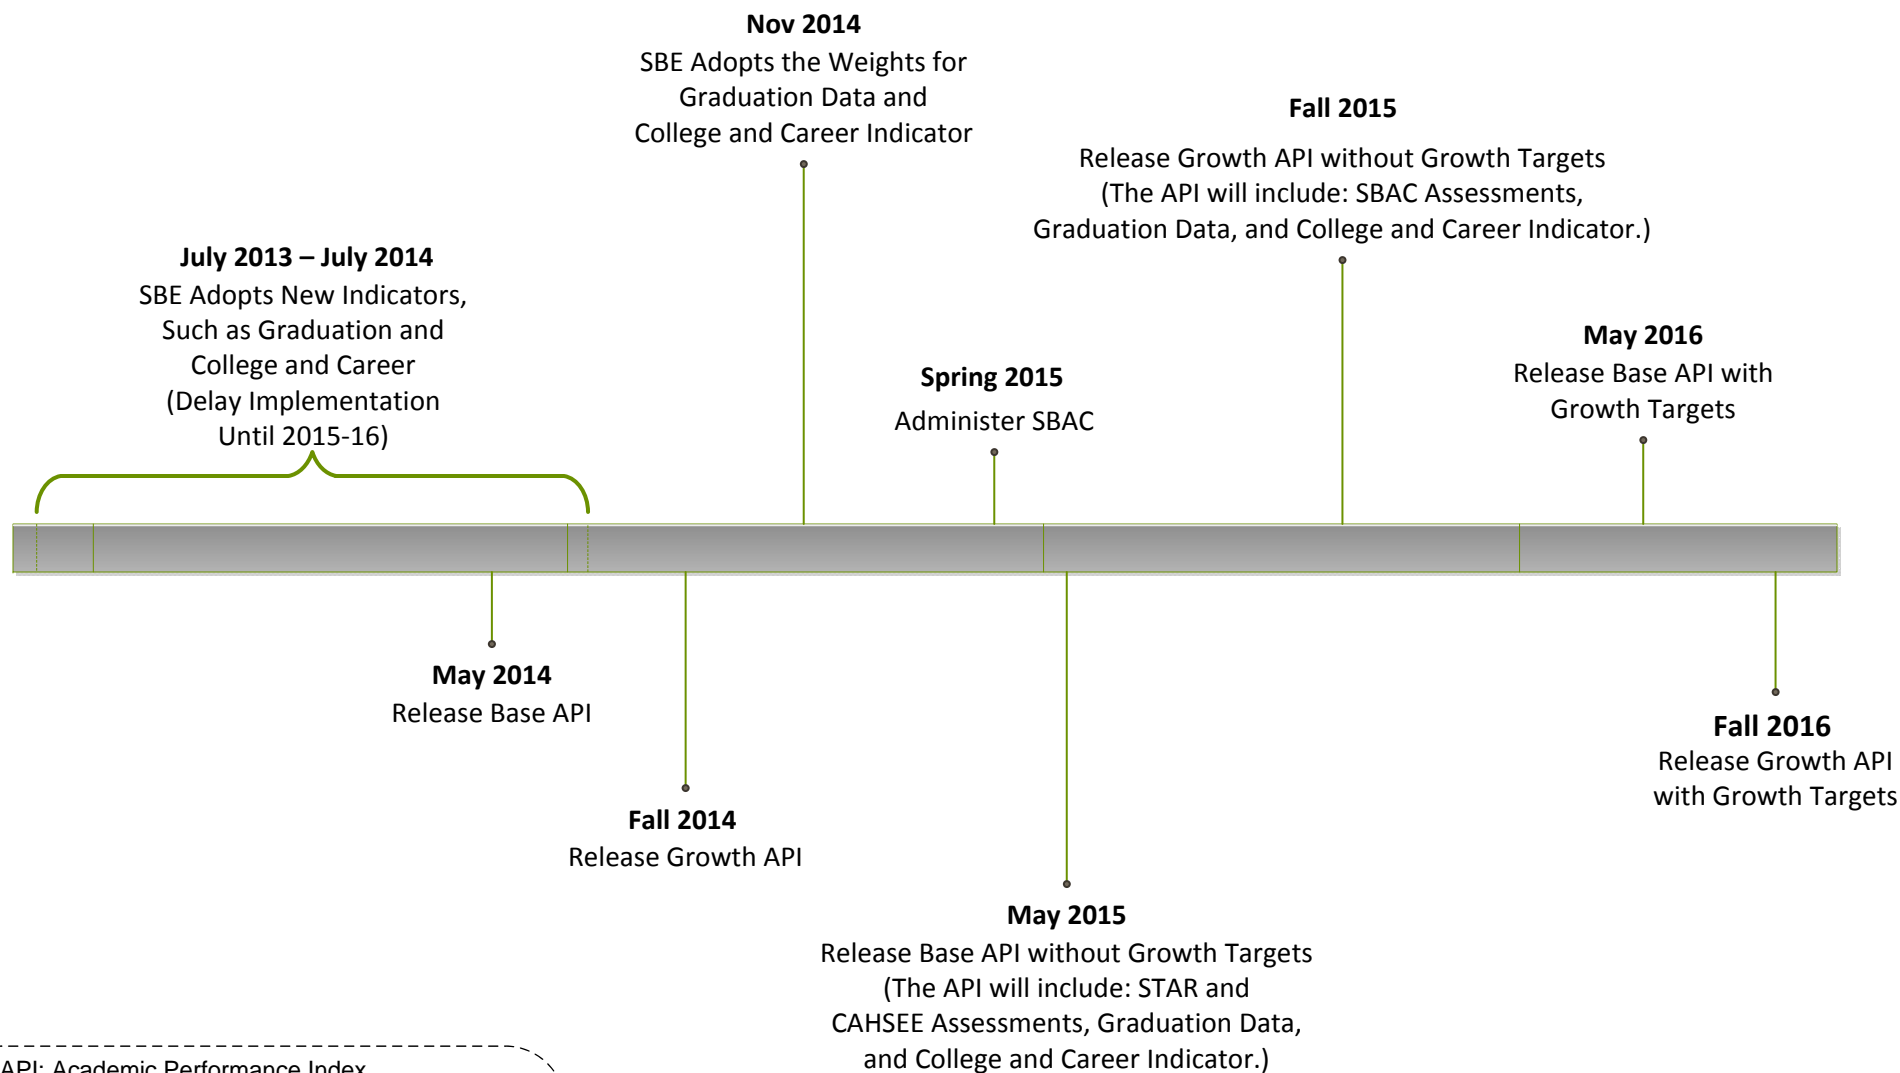 Nov 2014
SBE Adopts the Weights for
Graduation Data and
College and Career Indicator
Fall 2015
Release Growth API without Growth Targets
(The API will include: SBAC Assessments,
Graduation Data, and College and Career Indicator.)
July 2013 – July 2014
SBE Adopts New Indicators,
Such as Graduation and
College and Career
(Delay Implementation
Until 2015-16)
Spring 2015
Administer SBAC
May 2016
Release Base API with
Growth Targets
May 2014
Release Base API
Fall 2014
Release Growth API
May 2015
Release Base API without Growth Targets
(The API will include: STAR and
CAHSEE Assessments, Graduation Data,
and College and Career Indicator.)
Fall 2016
Release Growth API
with Growth Targets
API: Academic Performance Index